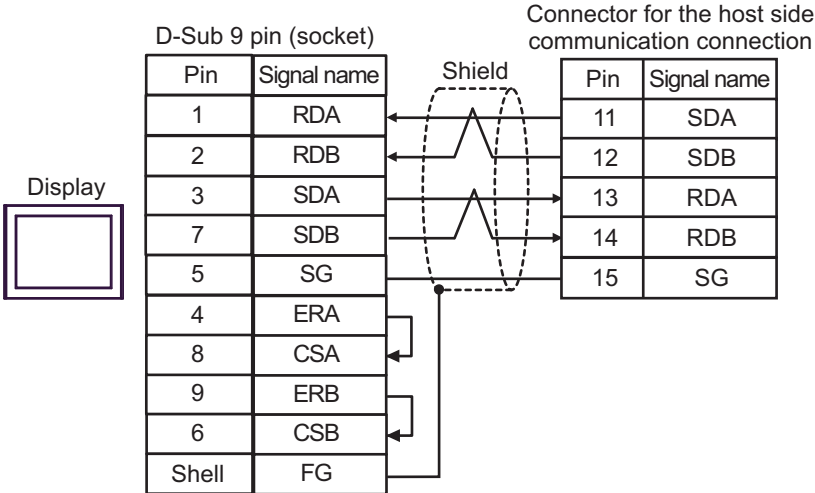 Connector for the host side
communication connection
D-Sub 9 pin (socket)
Pin Signal name
Shield
Pin Signal name
1 RDA
11 SDA
2 RDB
12 SDB
Display
3 SDA
13 RDA
7 SDB
14 RDB
5 SG
15 SG
4 ERA
8 CSA
9 ERB
6 CSB
Shell FG